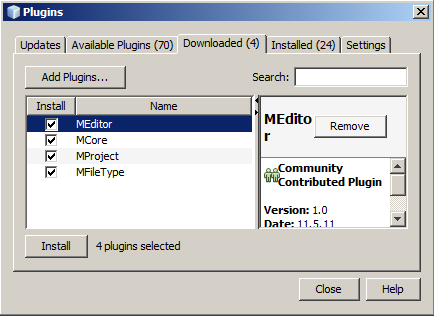 Plugins
Updates Available Plugins (70) Downloaded (4) Installed (24) Settings
Add Plugins... Search:
Install Name
MEditor
MCore
MProject
MFileType
MEdito
r
Remove
Community
Contributed Plugin
Version: 1.0
Date: 11.5.11
Install 4 plugins selected
Close Help